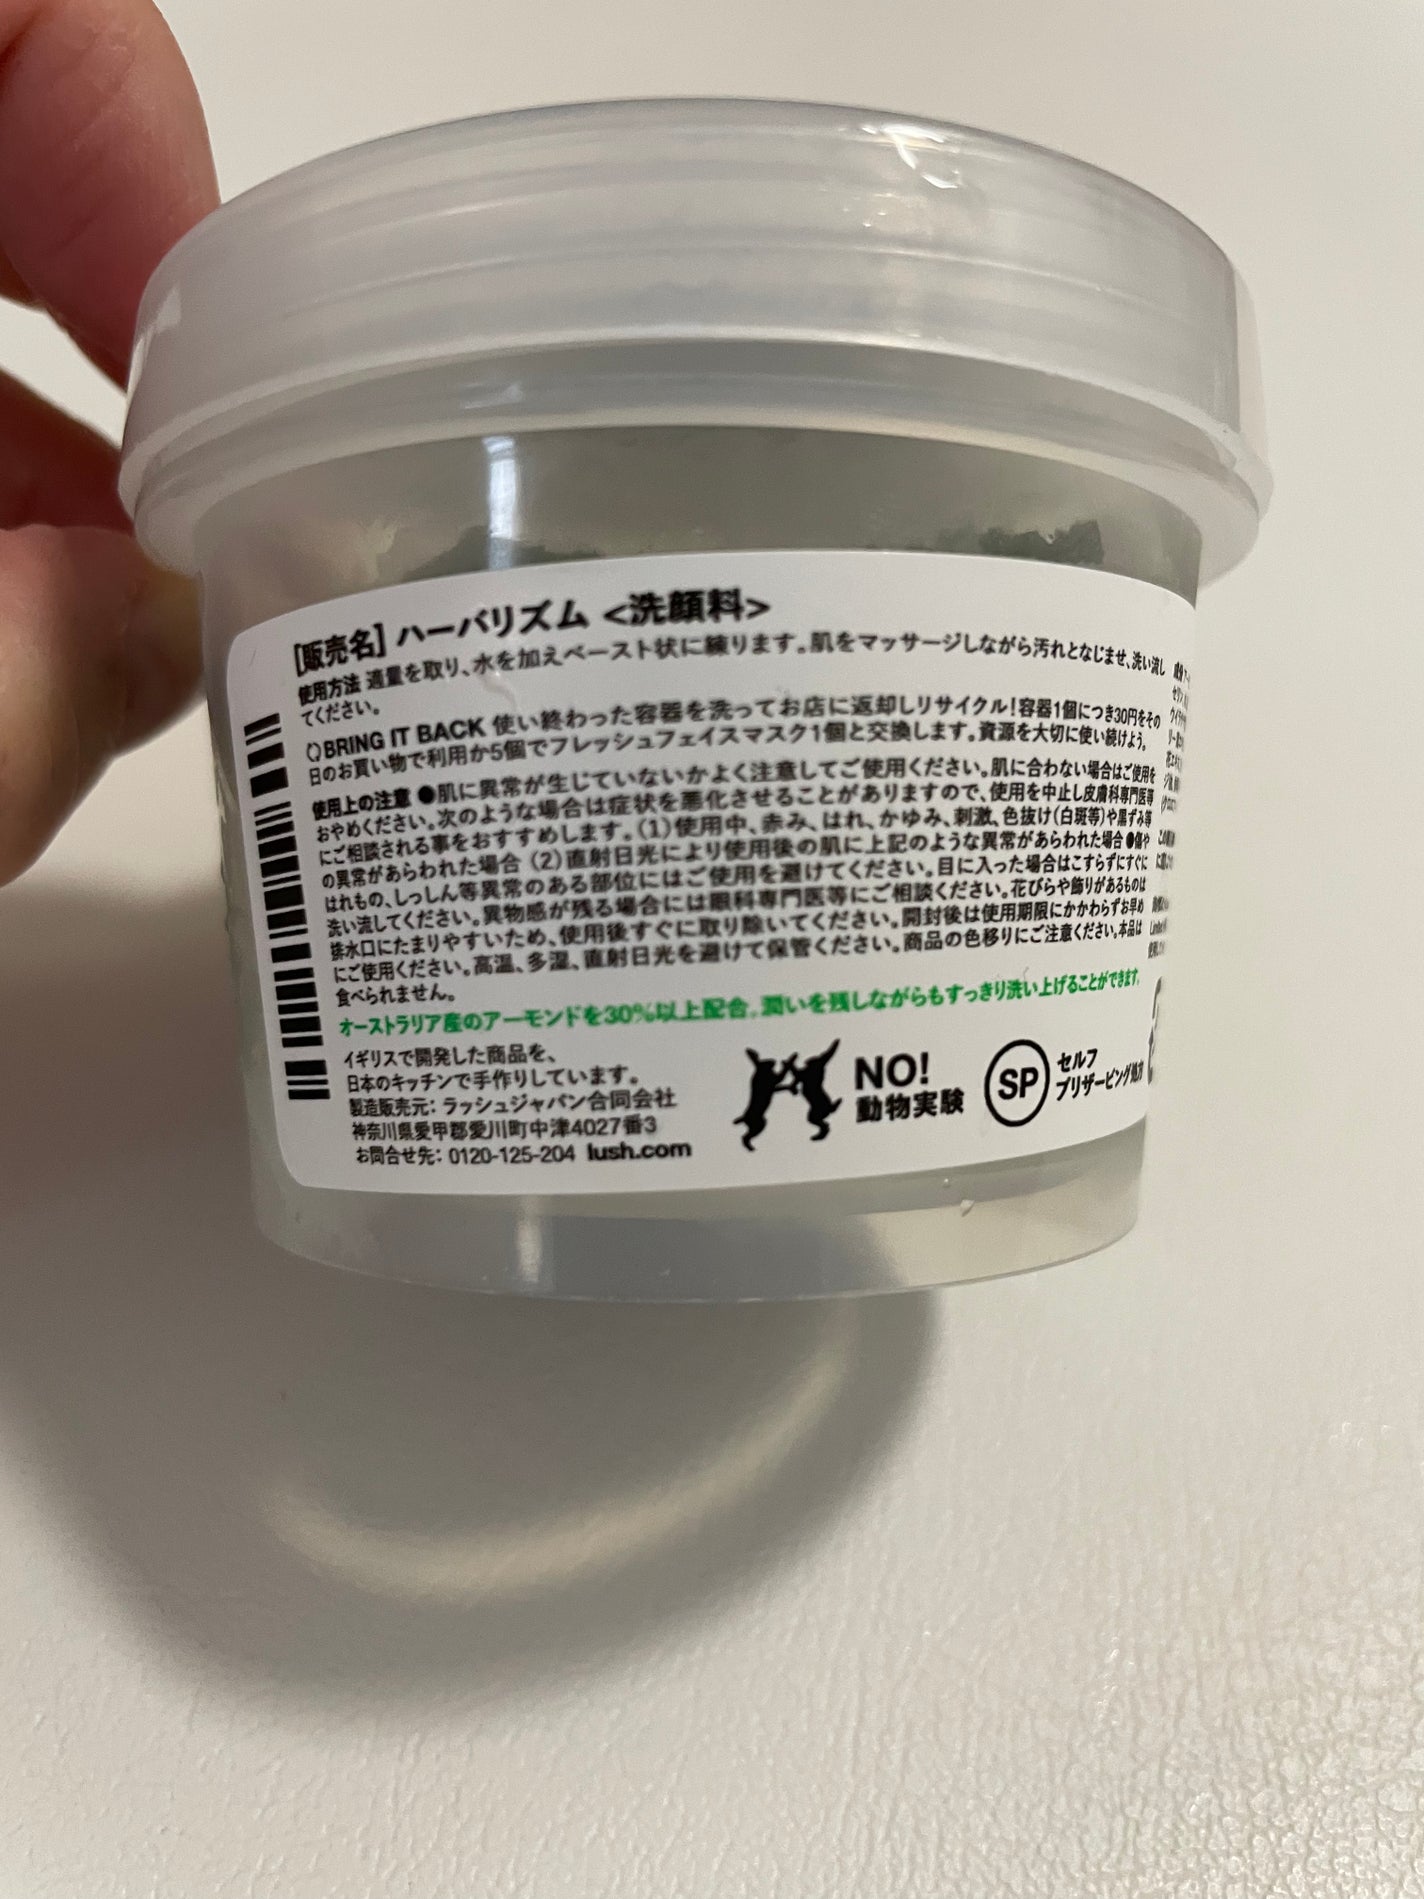 [販売名] ハーバリズム <洗顔料>
使用方法 適量を取り、水を加えペースト状に練ります。肌をマッサージしながら汚れとなじませ、洗い流し
てください。
BRING IT BACK 使い終わった容器を洗ってお店に返却しリサイクル!容器1個につき30円をその
日のお買い物で利用か5個でフレッシュフェイスマスク1個と交換します。資源を大切に使い続けよう。
使用上の注意 ●肌に異常が生じていないかよく注意してご使用ください。肌に合わない場合はご使用を
おやめください。次のような場合は症状を悪化させることがありますので、使用を中止し皮膚科専門医等
にご相談される事をおすすめします。(1)使用中、赤み、はれ、かゆみ、刺激、色抜け(白斑等)や黒ずみ等
の異常があらわれた場合 (2)直射日光により使用後の肌に上記のような異常があらわれた場合 ●傷や
はれもの、しっしん等異常のある部位にはご使用を避けてください。目に入った場合はこすらずにすぐに
洗い流してください。異物感が残る場合には眼科専門医等にご相談ください。花びらや飾りがあるものは
排水口にたまりやすいため、使用後すぐに取り除いてください。開封後は使用期限にかかわらずお早め
にご使用ください。高温、多湿、直射日光を避けて保管ください。商品の色移りにご注意ください。本品は
食べられません。
オーストラリア産のアーモンドを30%以上配合。潤いを残しながらもすっきり洗い上げることができます。
イギリスで開発した商品を、
日本のキッチンで手作りしています。
製造販売元: ラッシュジャパン合同会社
神奈川県愛甲郡愛川町中津4027番3
お問合せ先: 0120-125-204 lush.com
NO!
動物実験
SP
セルフ
プリザービング処方